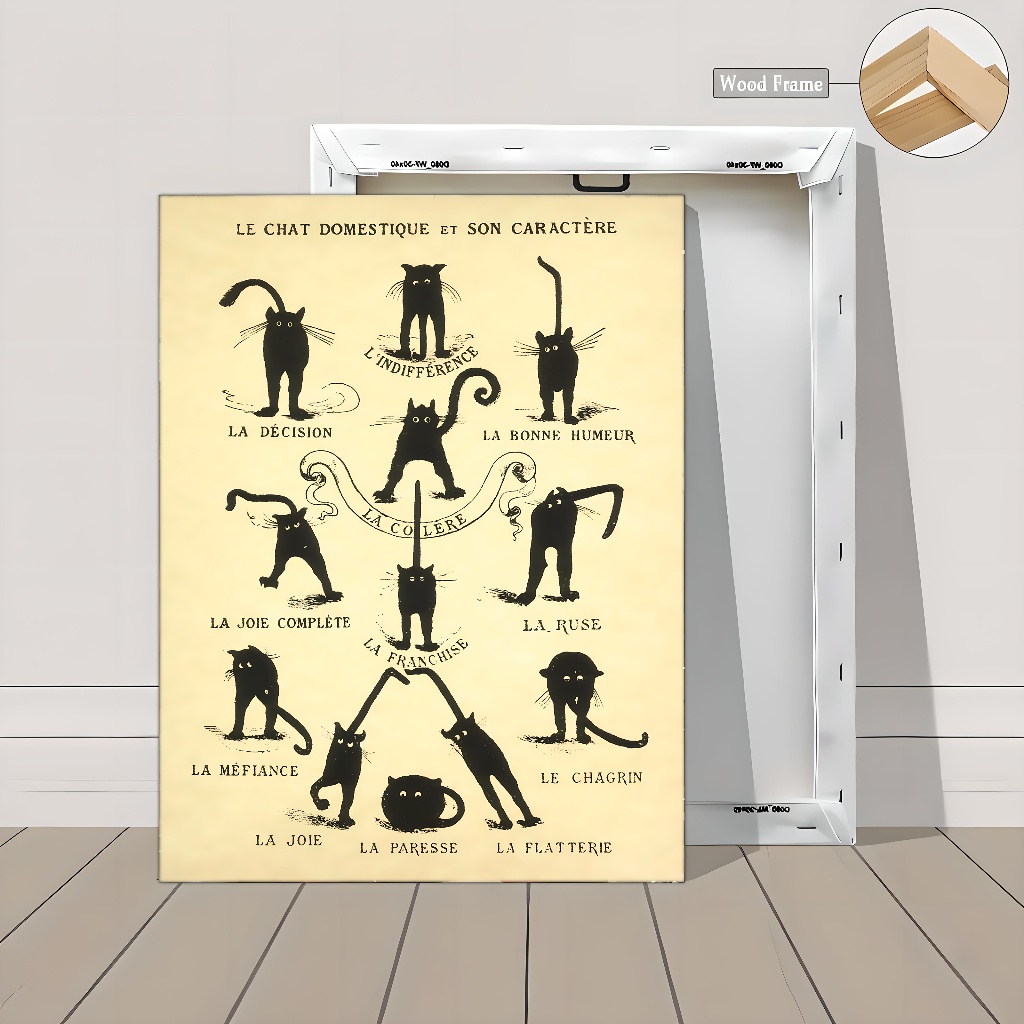 Wood Frame
LE CHAT DOMESTIQUE ET SON CARACTÈRE
L'INDIFFÉRENCE
LA DÉCISION
LA BONNE HUMEUR
LA COLÈRE
LA JOIE COMPLÈTE
LA RUSE
LA FRANCHISE
LA MÉFIANCE
LE CHAGRIN
LA JOIE
LA PARESSE
LA FLATTERIE